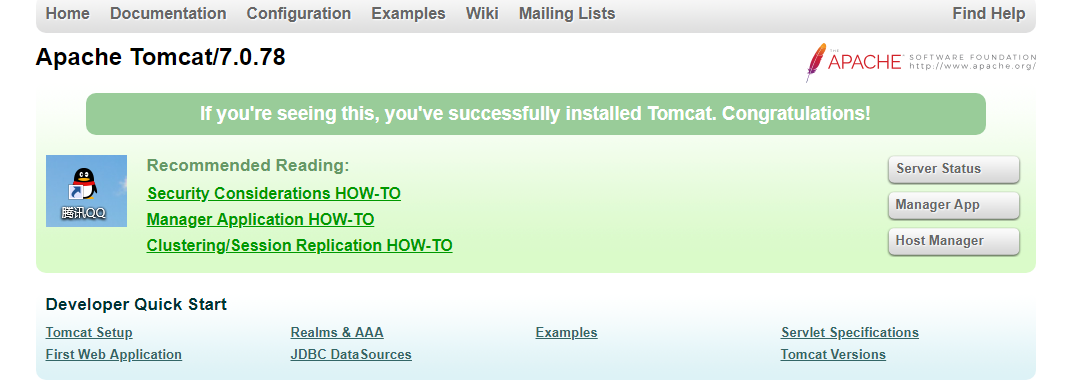 Home Documentation Configuration Examples Wiki Mailing Lists Find Help
Apache Tomcat/7.0.78
THE APACHE SOFTWARE FOUNDATION
http://www.apache.org/
If you're seeing this, you've successfully installed Tomcat. Congratulations!
腾讯QQ
Recommended Reading:
Security Considerations HOW-TO
Manager Application HOW-TO
Clustering/Session Replication HOW-TO
Server Status
Manager App
Host Manager
Developer Quick Start
Tomcat Setup
First Web Application
Realms & AAA
JDBC DataSources
Examples
Servlet Specifications
Tomcat Versions